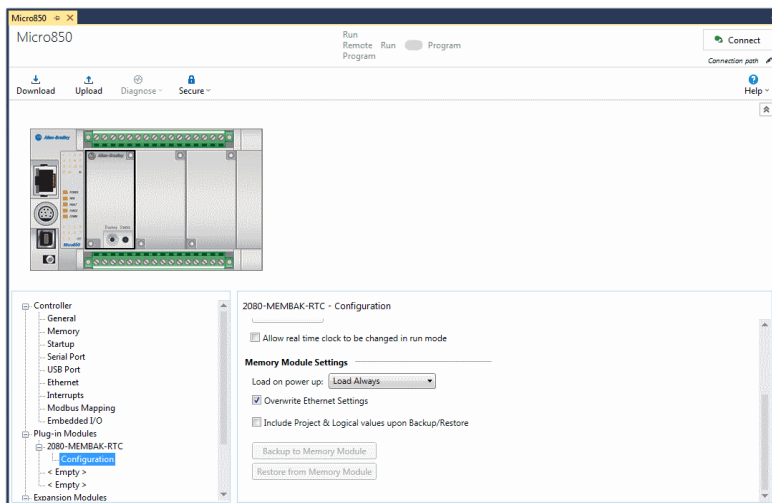 Micro850
Micro850
Run
Remote Run Program
Program
Connect
Connection path
Download Upload Diagnose Secure
Help
Allen-Bradley
Allen-Bradley
Battery Status
Micro850
Controller
General
Memory
Startup
Serial Port
USB Port
Ethernet
Interrupts
Modbus Mapping
Embedded I/O
Plug-in Modules
2080-MEMBAK-RTC
Configuration
< Empty >
< Empty >
Expansion Modules
2080-MEMBAK-RTC - Configuration
Allow real time clock to be changed in run mode
Memory Module Settings
Load on power up: Load Always
Overwrite Ethernet Settings
Include Project & Logical values upon Backup/Restore
Backup to Memory Module
Restore from Memory Module